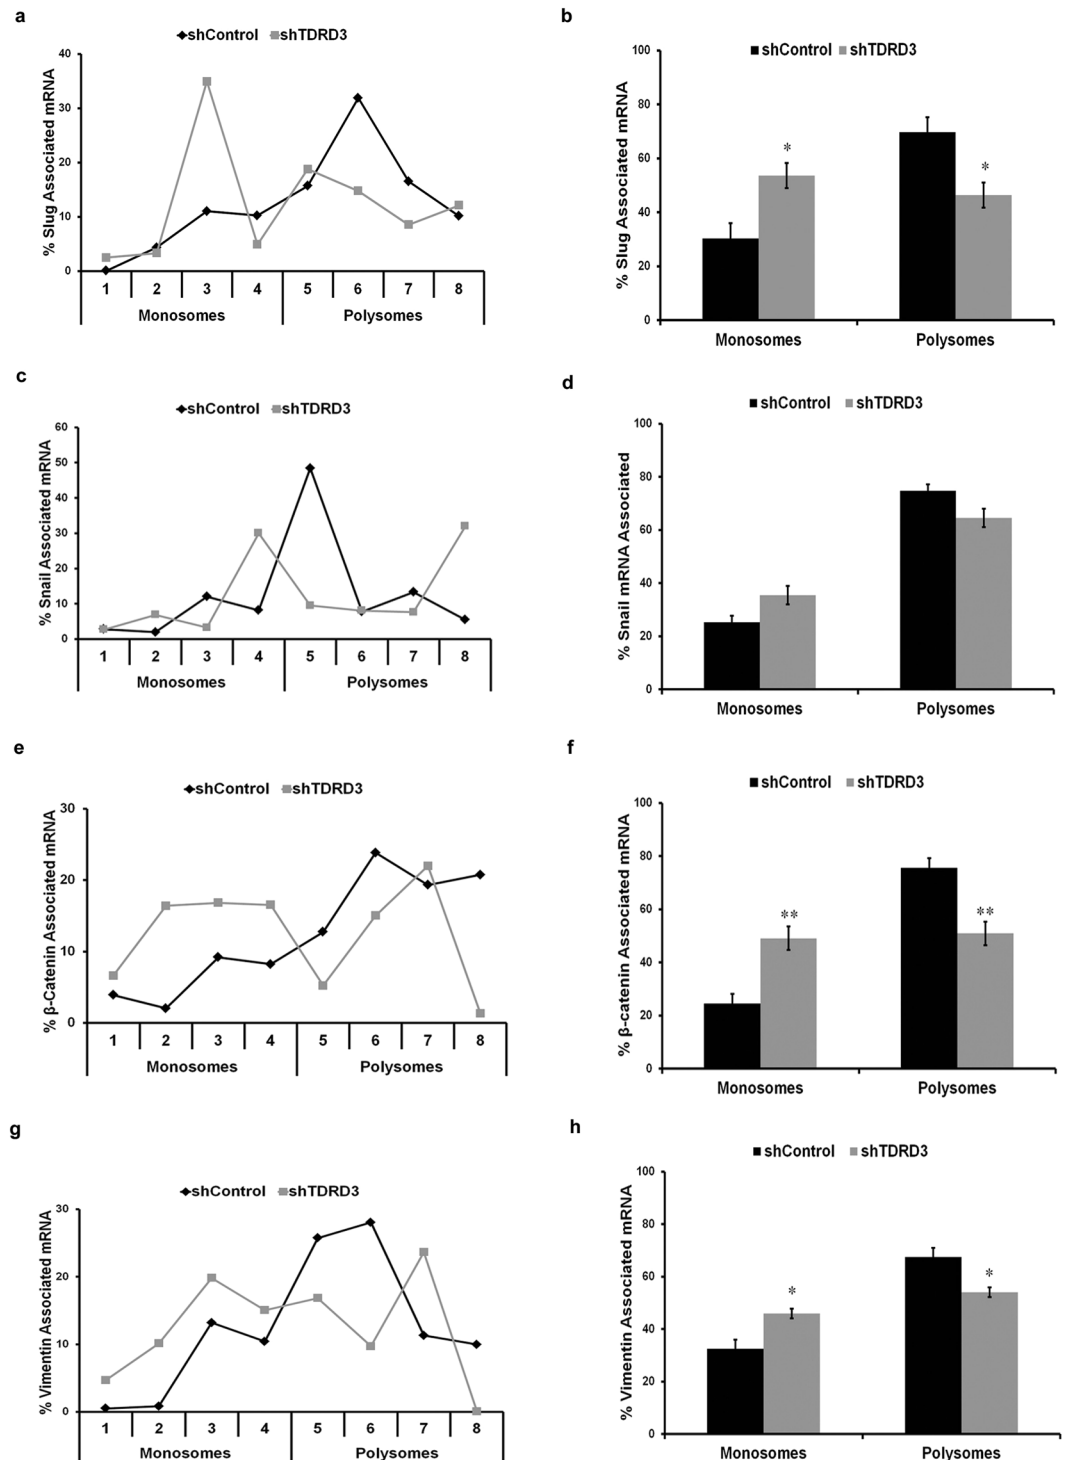 a
shControl shTDRD3
% Slug Associated mRNA
40
30
20
10
0
1 2 3 4 5 6 7 8
Monosomes Polysomes
b
shControl shTDRD3
% Slug Associated mRNA
100
80
60
40
20
0
*
*
Monosomes Polysomes
c
shControl shTDRD3
% Snail Associated mRNA
60
50
40
30
20
10
0
1 2 3 4 5 6 7 8
Monosomes Polysomes
d
shControl shTDRD3
% Snail mRNA Associated
100
80
60
40
20
0
Monosomes Polysomes
e
shControl shTDRD3
% β-Catenin Associated mRNA
30
20
10
0
1 2 3 4 5 6 7 8
Monosomes Polysomes
f
shControl shTDRD3
% β-catenin Associated mRNA
100
80
60
40
20
0
**
**
Monosomes Polysomes
g
shControl shTDRD3
% Vimentin Associated mRNA
30
20
10
0
1 2 3 4 5 6 7 8
Monosomes Polysomes
h
shControl shTDRD3
% Vimentin Associated mRNA
100
80
60
40
20
0
*
*
Monosomes Polysomes